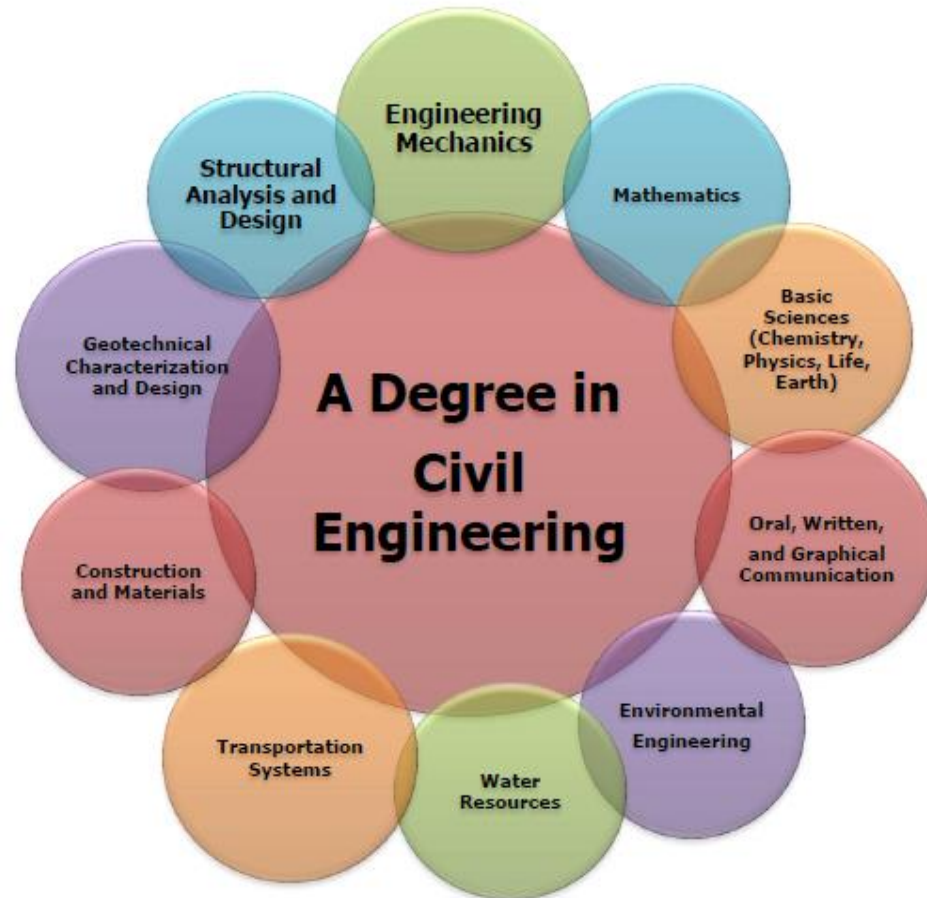 Engineering
Mechanics
Mathematics
Basic
Sciences
(Chemistry,
Physics, Life,
Earth)
Oral, Written,
and Graphical
Communication
Environmental
Engineering
Water
Resources
Transportation
Systems
Construction
and Materials
Geotechnical
Characterization
and Design
Structural
Analysis and
Design
A Degree in
Civil
Engineering